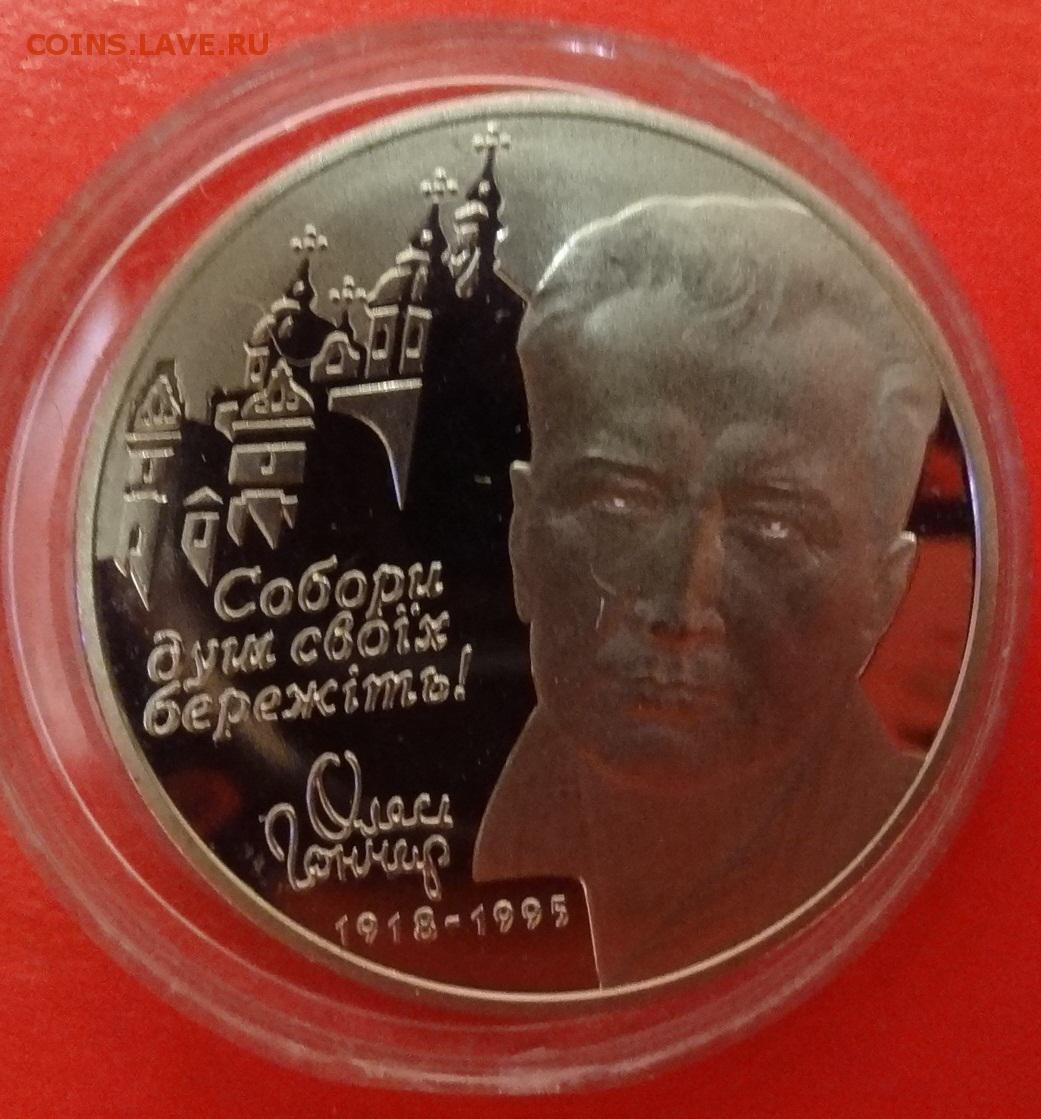 COINS.LAVE.RU
Собори
душ своїх
бережіть!
Олесь
Гончар
1918-1995